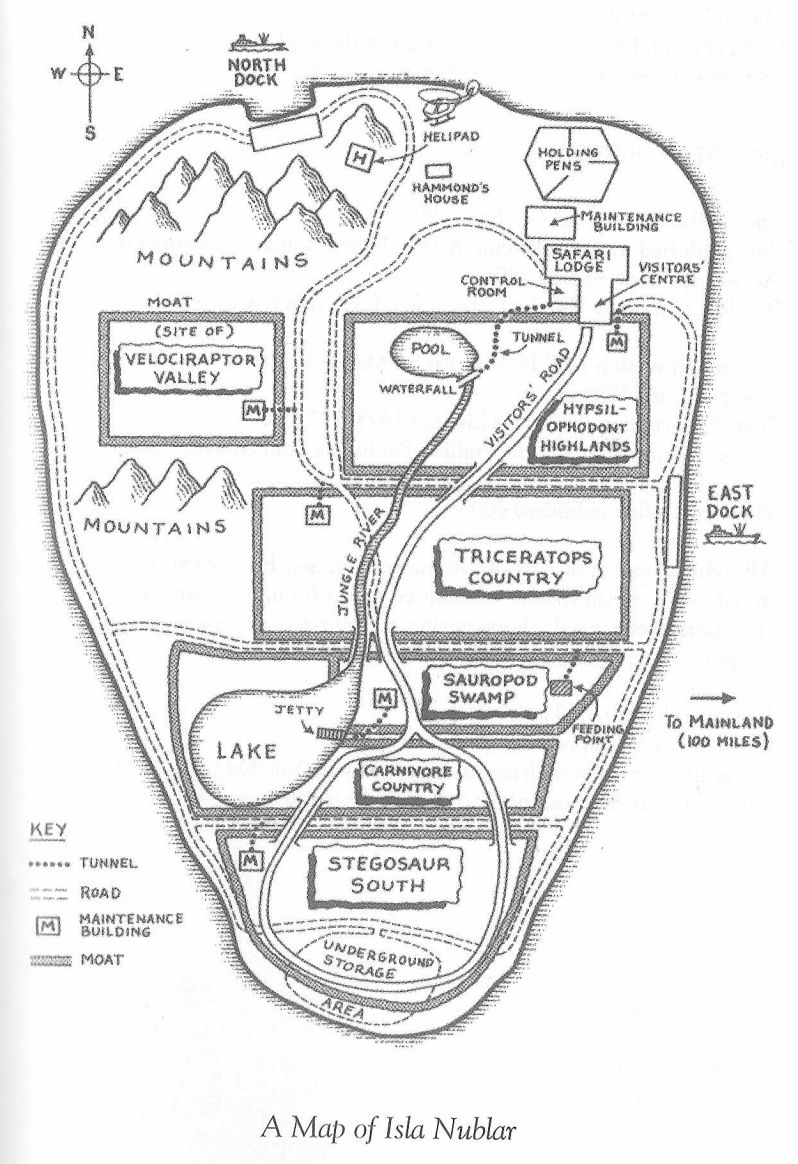 N
W E
S
NORTH
DOCK
HELIPAD
H
HAMMOND'S
HOUSE
HOLDING
PENS
MAINTENANCE
BUILDING
SAFARI
LODGE
CONTROL
ROOM
VISITORS'
CENTRE
MOUNTAINS
MOAT
(SITE OF)
VELOCIRAPTOR
VALLEY
M
POOL
WATERFALL
TUNNEL
VISITORS' ROAD
M
HYPSIL-
OPHODONT
HIGHLANDS
MOUNTAINS
M
JUNGLE RIVER
TRICERATOPS
COUNTRY
EAST
DOCK
SAUROPOD
SWAMP
M
JETTY
LAKE
FEEDING
POINT
TO MAINLAND
(100 MILES)
CARNIVORE
COUNTRY
M
STEGOSAUR
SOUTH
UNDERGROUND
STORAGE
AREA
KEY
TUNNEL
ROAD
M MAINTENANCE
BUILDING
MOAT
A Map of Isla Nublar